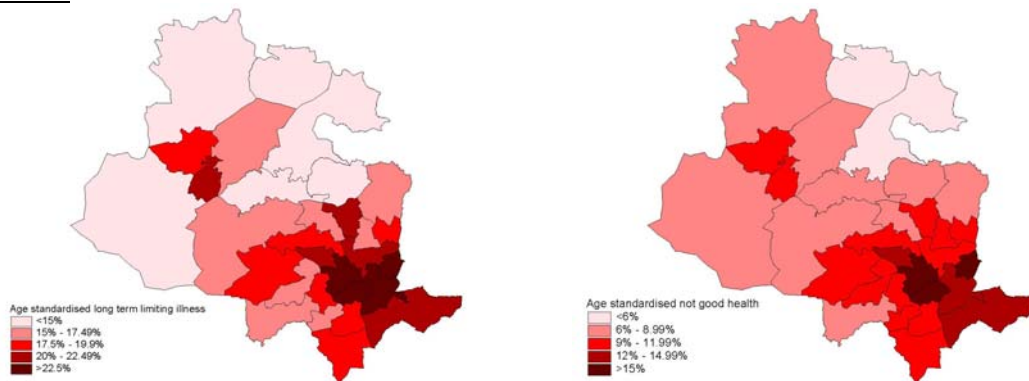 Age standardised long term limiting illness
<15%
15% - 17.49%
17.5% - 19.9%
20% - 22.49%
>22.5%
Age standardised not good health
<6%
6% - 8.99%
9% - 11.99%
12% - 14.99%
>15%